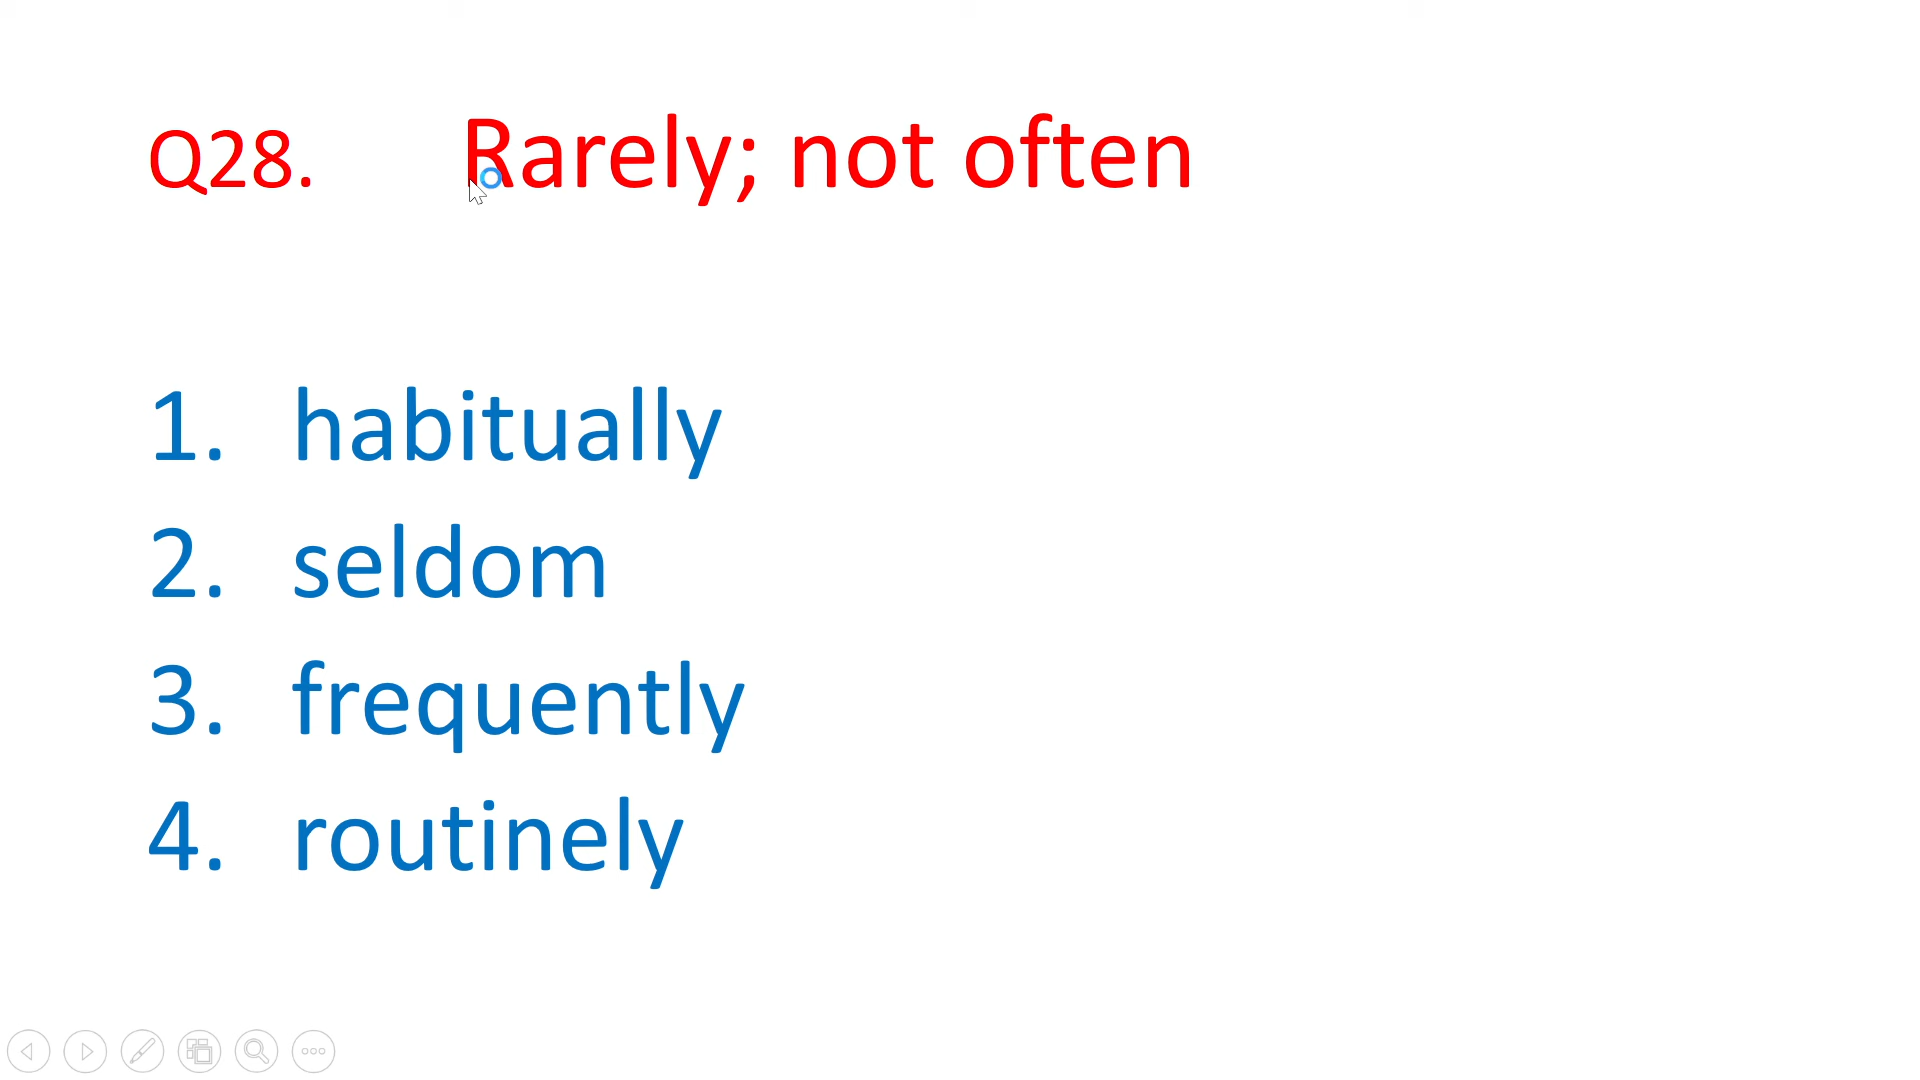 Q28. Rarely; not often
1. habitually
2. seldom
3. frequently
4. routinely